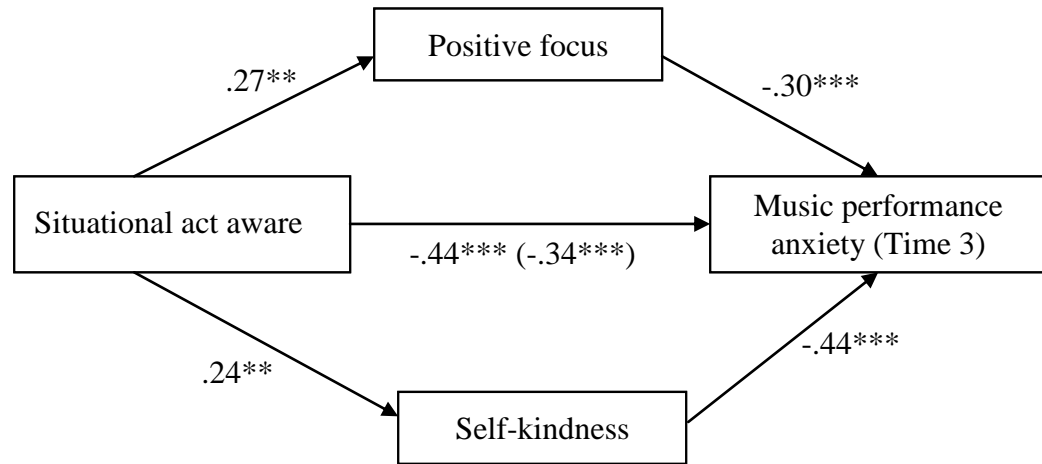 Positive focus
.27**
-.30***
Situational act aware
Music performance
anxiety (Time 3)
-.44*** (-.34***)
.24**
-.44***
Self-kindness